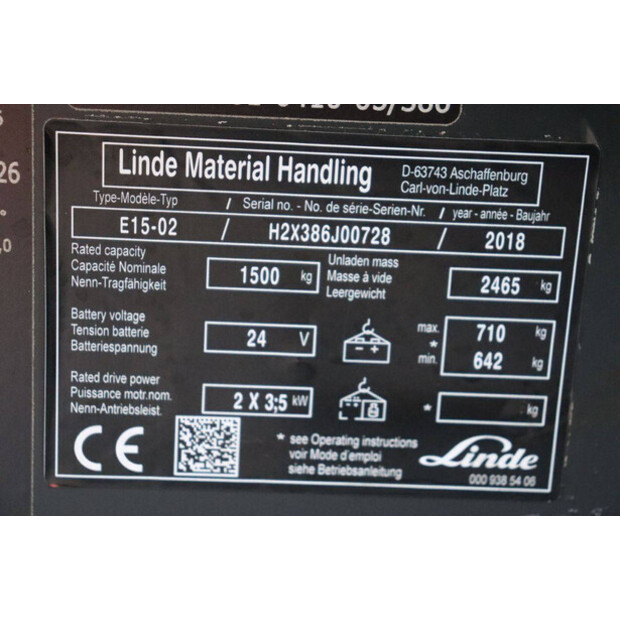 26
Linde Material Handling
D-63743 Aschaffenburg
Carl-von-Linde-Platz
Type-Modèle-Typ / Serial no. - No. de série-Serien-Nr. / year - année - Baujahr
E15-02 / H2X386J00728 / 2018
Rated capacity
Capacité Nominale
Nenn-Tragfähigkeit
1500 kg
Unladen mass
Masse à vide
Leergewicht
2465 kg
Battery voltage
Tension batterie
Batteriespannung
24 V
- +
max. 710 kg
*
min. 642 kg
Rated drive power
Puissance motr.nom.
Nenn-Antriebsleist.
2 X 3;5 kW
* kg
CE
* see Operating instructions
voir Mode d'emploi
siehe Betriebsanleitung
Linde
000 938 54 06